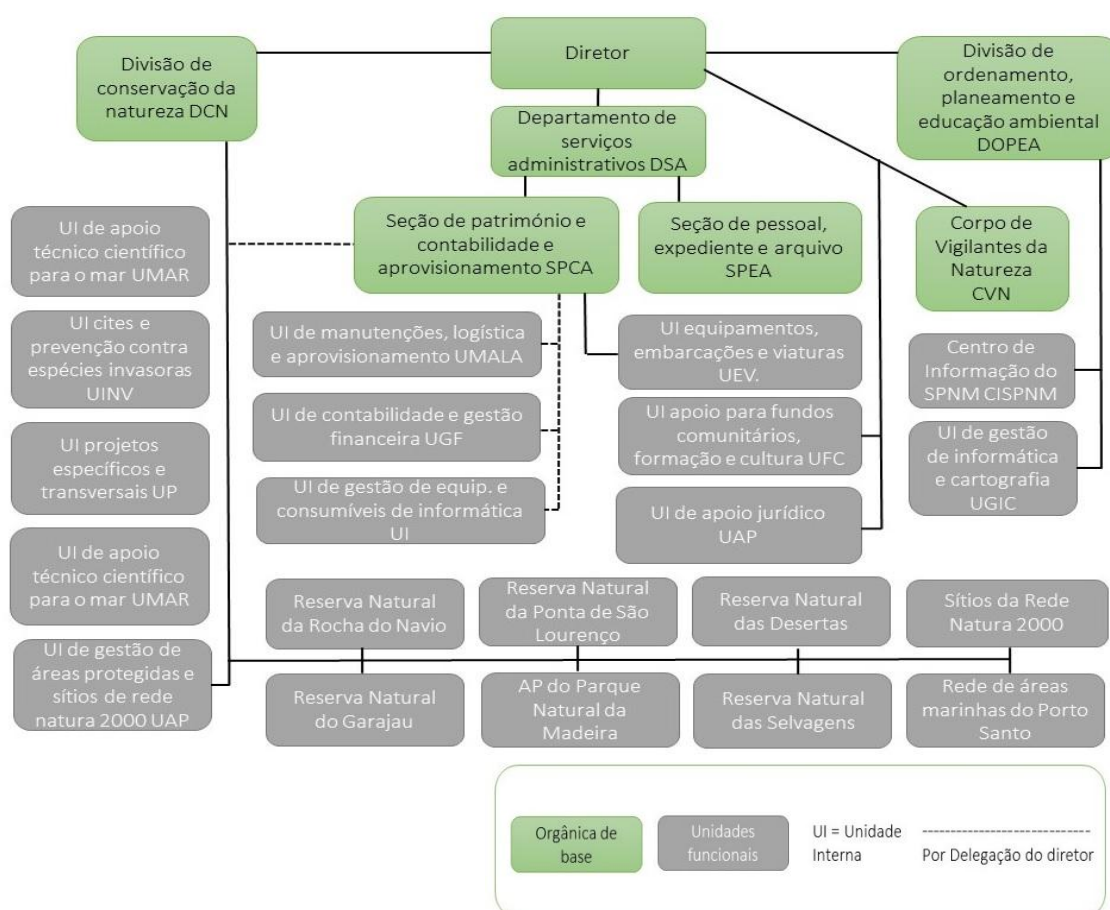 Divisão de
conservação da
natureza DCN
Diretor
Divisão de
ordenamento,
planeamento e
educação ambiental
DOPEA
Departamento de
serviços
administrativos DSA
Seção de património e
contabilidade e
aprovisionamento SPCA
Seção de pessoal,
expediente e arquivo
SPEA
Corpo de
Vigilantes da
Natureza
CVN
UI de apoio
técnico científico
para o mar UMAR
UI cites e
prevenção contra
espécies invasoras
UINV
UI projetos
específicos e
transversais UP
UI de apoio
técnico científico
para o mar UMAR
UI de gestão de
áreas protegidas e
sítios de rede
natura 2000 UAP
UI de manutenções, logística
e aprovisionamento UMALA
UI de contabilidade e gestão
financeira UGF
UI de gestão de equip. e
consumíveis de informática
UI
UI equipamentos,
embarcações e viaturas
UEV.
UI apoio para fundos
comunitários,
formação e cultura UFC
UI de apoio jurídico
UAP
Centro de
Informação do
SPNM CISPNM
UI de gestão
de informática
e cartografia
UGIC
Reserva Natural
da Rocha do Navio
Reserva Natural
da Ponta de São
Lourenço
Reserva Natural
das Desertas
Sítios da Rede
Natura 2000
Reserva Natural
do Garajau
AP do Parque
Natural da
Madeira
Reserva Natural
das Selvagens
Rede de áreas
marinhas do Porto
Santo
Orgânica de
base
Unidades
funcionais
UI = Unidade
Interna
Por Delegação do diretor